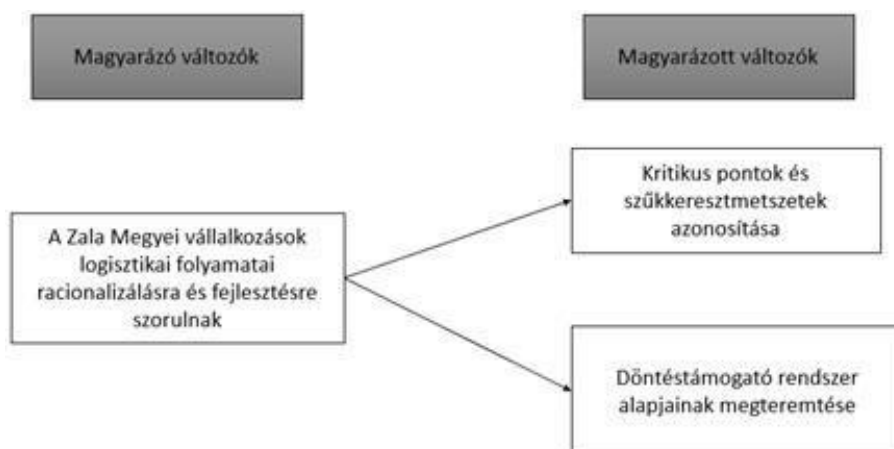 Magyarázó változók
Magyarázott változók
A Zala Megyei vállalkozások
logisztikai folyamatai
racionalizálásra és fejlesztésre
szorulnak
Kritikus pontok és
szűkkeresztmetszetek
azonosítása
Döntéstámogató rendszer
alapjainak megteremtése